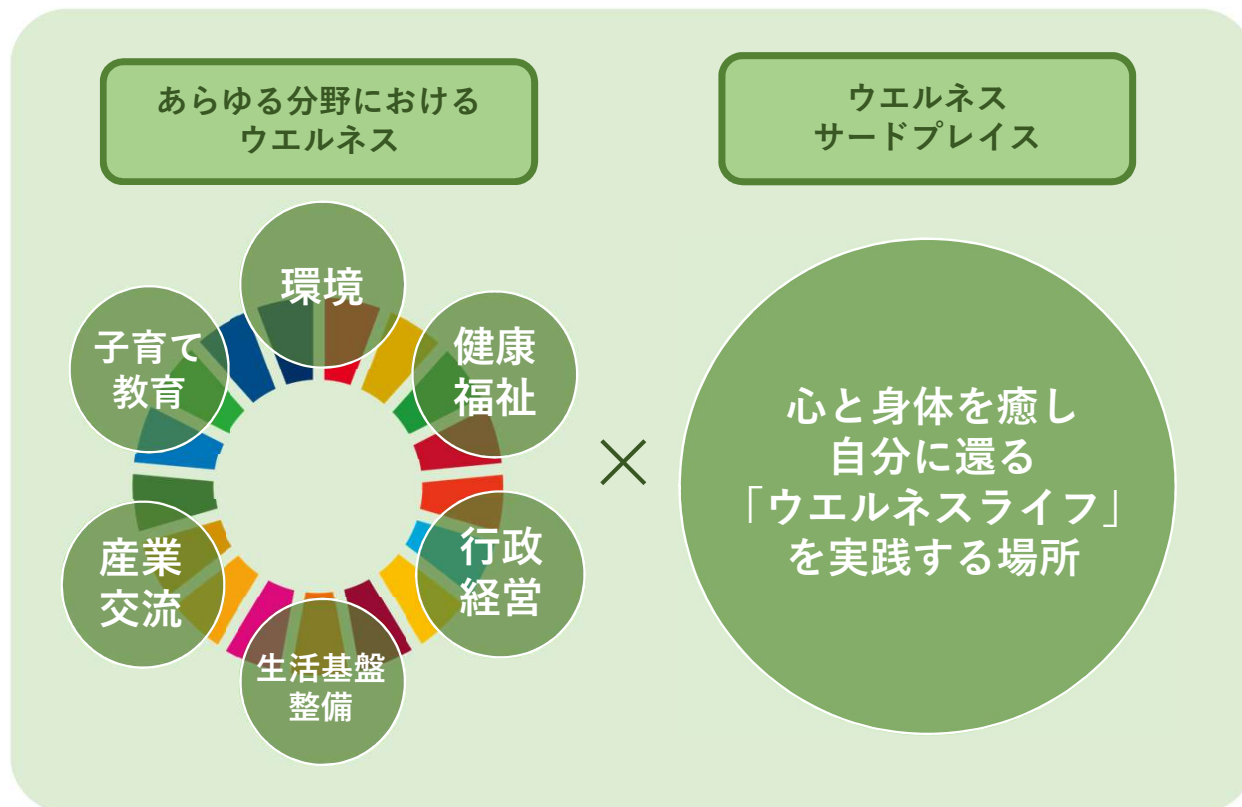 あらゆる分野における
ウエルネス
ウエルネス
サードプレイス
環境
子育て
教育
健康
福祉
産業
交流
行政
経営
生活基盤
整備
×
心と身体を癒し
自分に還る
「ウエルネスライフ」
を実践する場所